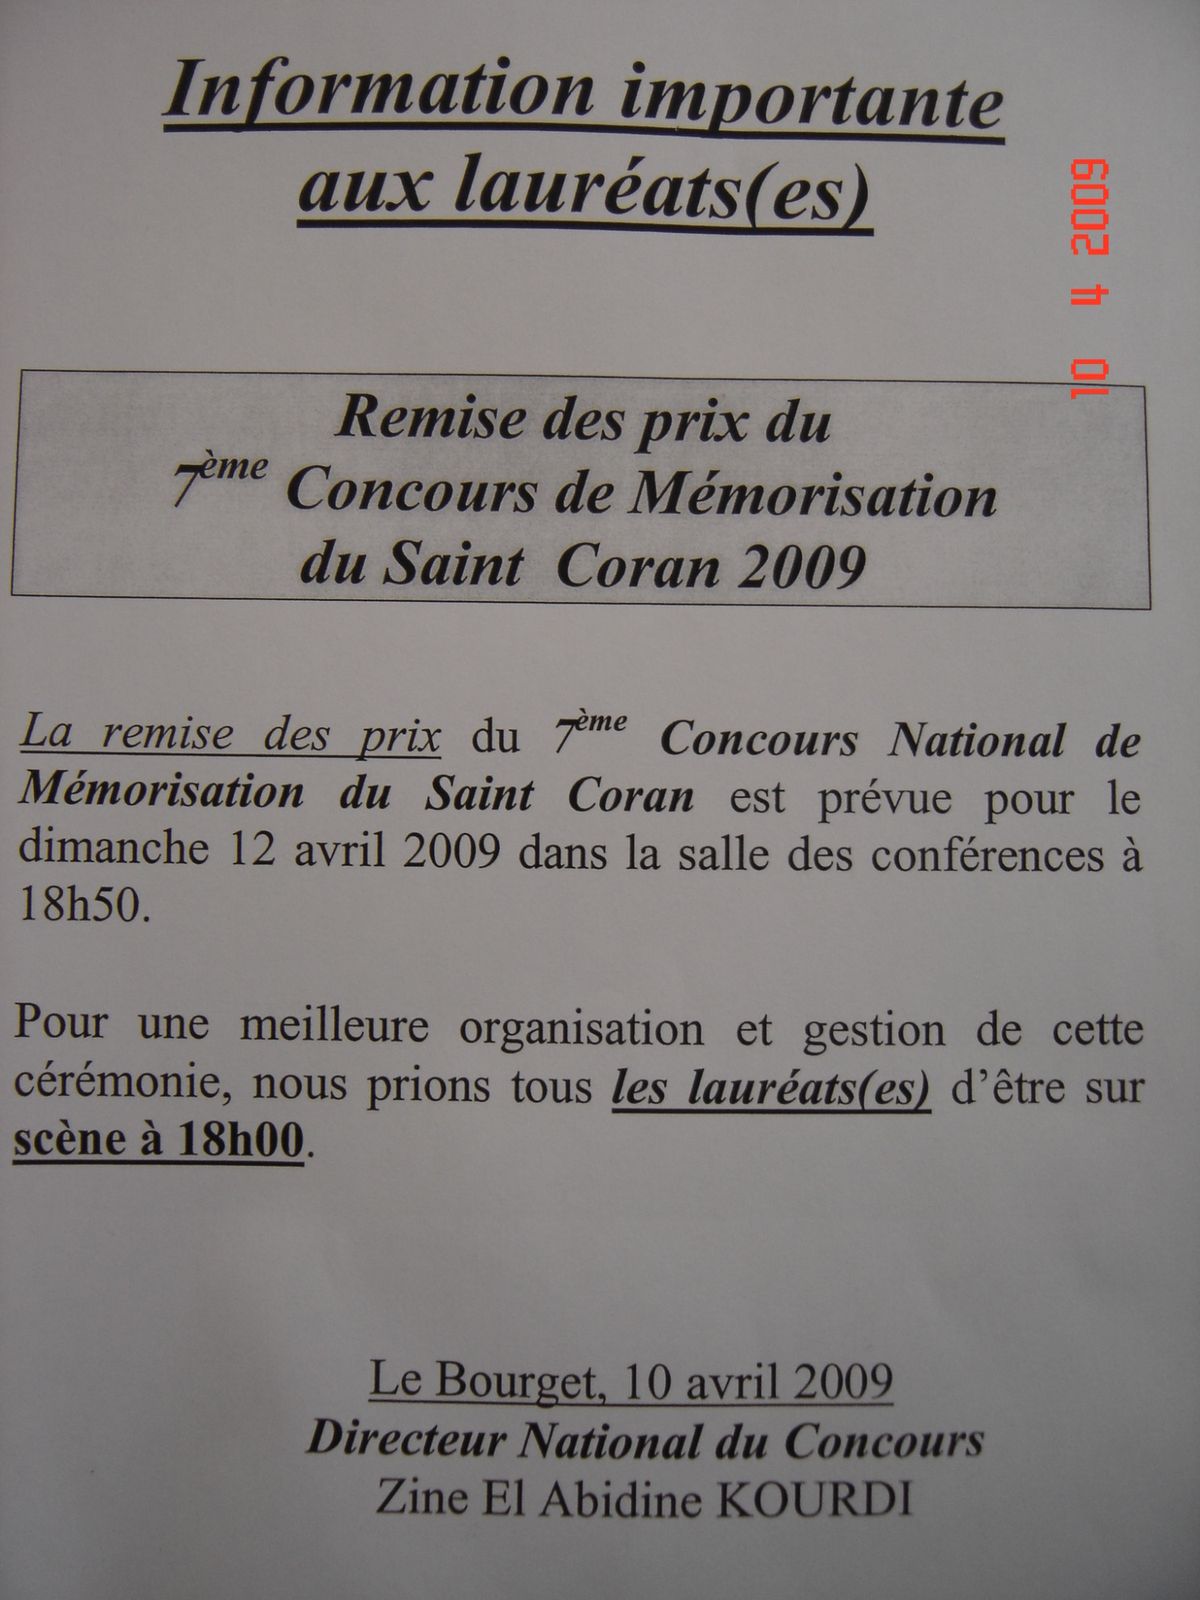 Information importante
aux lauréats(es)
10 4 2009
Remise des prix du
7ème Concours de Mémorisation
du Saint Coran 2009
La remise des prix du 7ème Concours National de
Mémorisation du Saint Coran est prévue pour le
dimanche 12 avril 2009 dans la salle des conférences à
18h50.
Pour une meilleure organisation et gestion de cette
cérémonie, nous prions tous les lauréats(es) d'être sur
scène à 18h00.
Le Bourget, 10 avril 2009
Directeur National du Concours
Zine El Abidine KOURDI